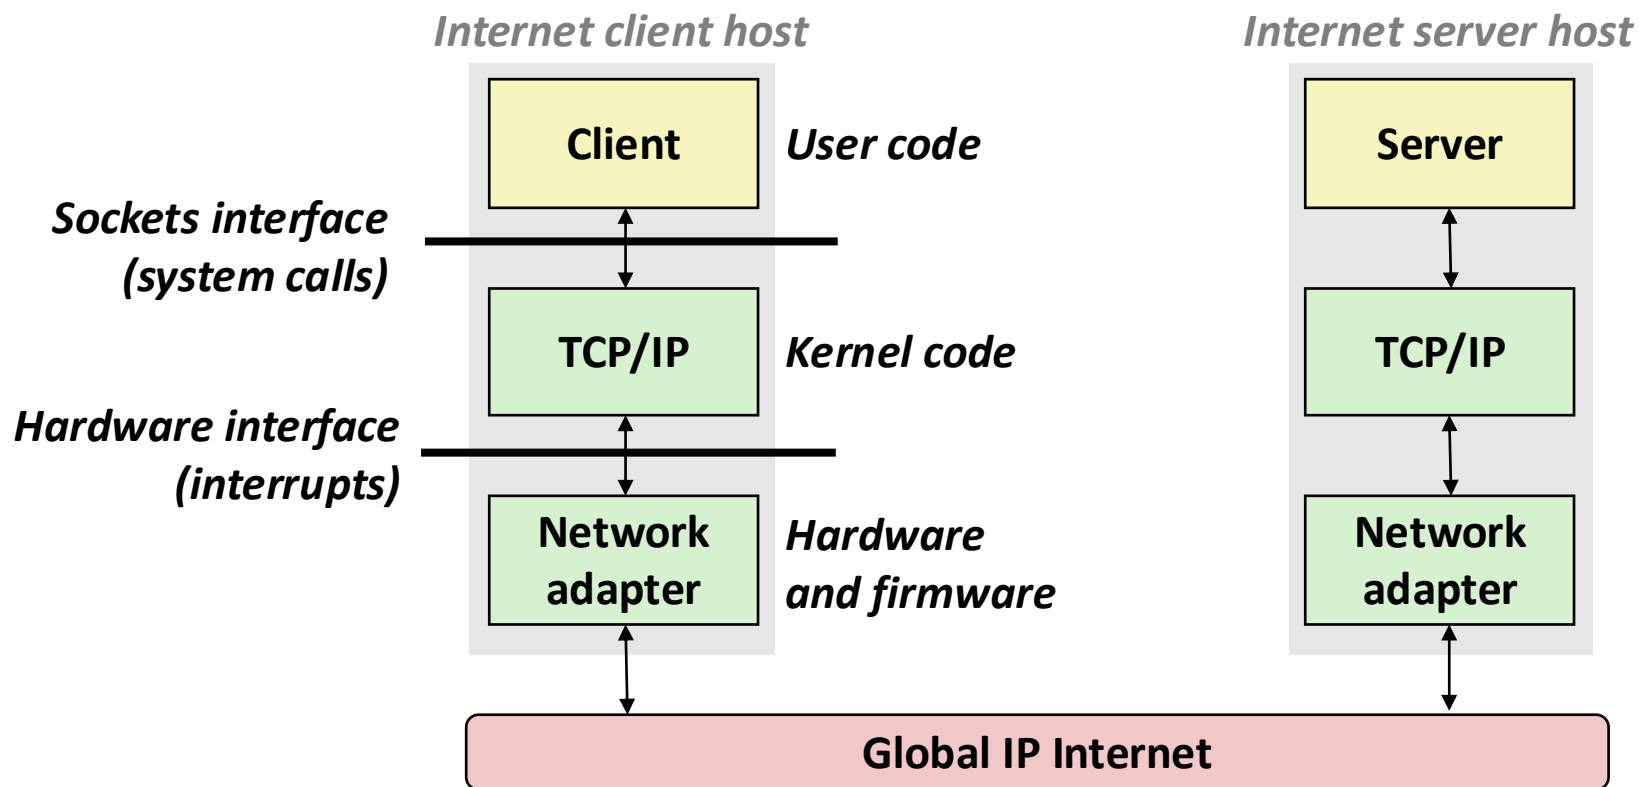 Internet client host
Internet server host
Client
User code
Server
Sockets interface
(system calls)
TCP/IP
Kernel code
TCP/IP
Hardware interface
(interrupts)
Network
adapter
Hardware
and firmware
Network
adapter
Global IP Internet